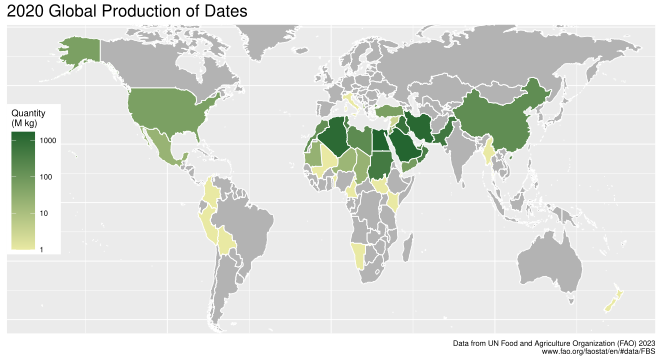 2020 Global Production of Dates
Quantity
(M kg)
1000
100
10
1
Data from UN Food and Agriculture Organization (FAO) 2023
www.fao.org/faostat/en/#data/FBS